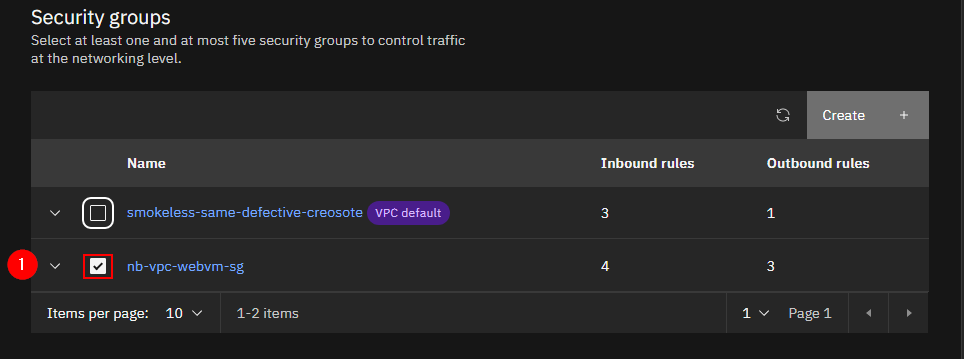 Security groups
Select at least one and at most five security groups to control traffic
at the networking level.
Create +
Name Inbound rules Outbound rules
smokeless-same-defective-creosote VPC default 3 1
1 nb-vpc-webvm-sg 4 3
Items per page: 10 1-2 items 1 Page 1